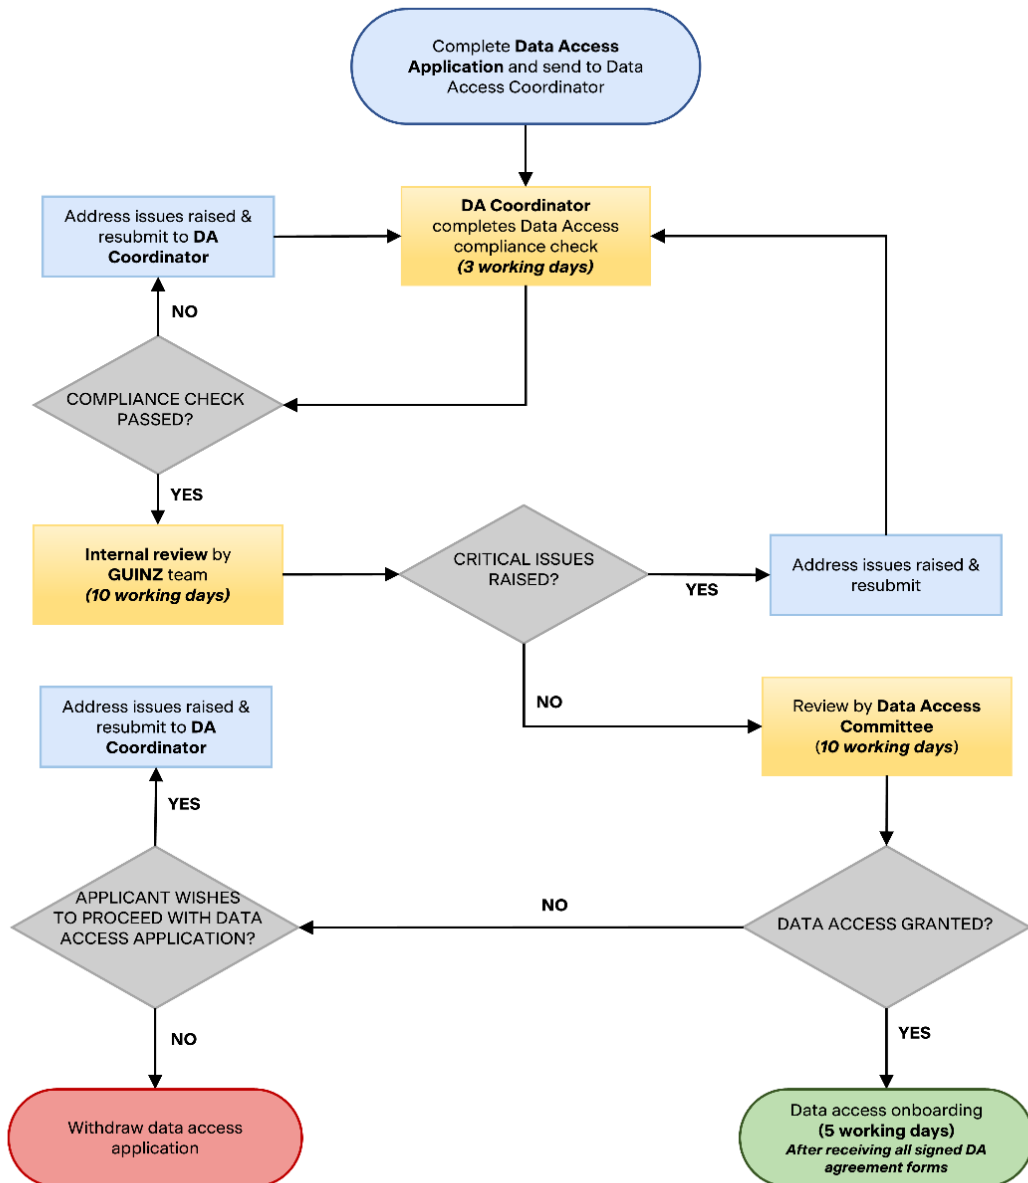 Complete Data Access
Application and send to Data
Access Coordinator
Address issues raised &
resubmit to DA
Coordinator
DA Coordinator
completes Data Access
compliance check
(3 working days)
NO
COMPLIANCE CHECK
PASSED?
YES
Internal review by
GUINZ team
(10 working days)
CRITICAL ISSUES
RAISED?
YES
Address issues raised &
resubmit
NO
Address issues raised &
resubmit to DA
Coordinator
Review by Data Access
Committee
(10 working days)
YES
APPLICANT WISHES
TO PROCEED WITH DATA
ACCESS APPLICATION?
NO
DATA ACCESS GRANTED?
NO
YES
Withdraw data access
application
Data access onboarding
(5 working days)
After receiving all signed DA
agreement forms